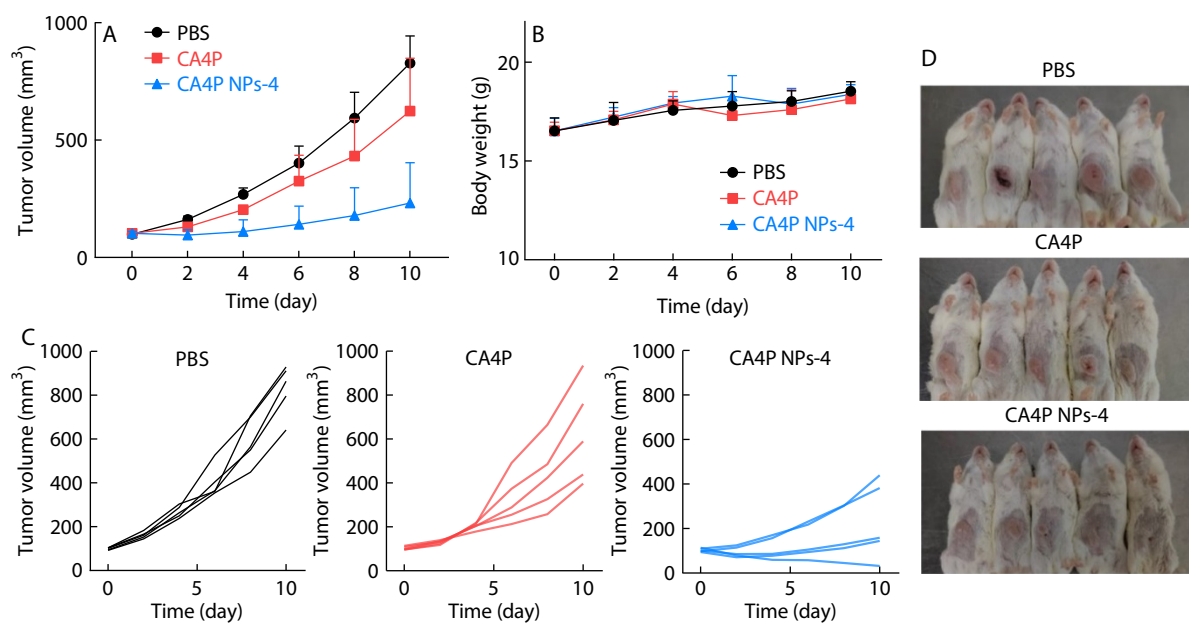 A
PBS
CA4P
CA4P NPs-4
Tumor volume (mm³)
1000
500
0
0 2 4 6 8 10
Time (day)
B
Body weight (g)
20
15
10
PBS
CA4P
CA4P NPs-4
0 2 4 6 8 10
Time (day)
C
PBS
Tumor volume (mm³)
1000
800
600
400
200
0
0 5 10
Time (day)
CA4P
Tumor volume (mm³)
1000
800
600
400
200
0
0 5 10
Time (day)
CA4P NPs-4
Tumor volume (mm³)
1000
800
600
400
200
0
0 5 10
Time (day)
D
PBS
CA4P
CA4P NPs-4